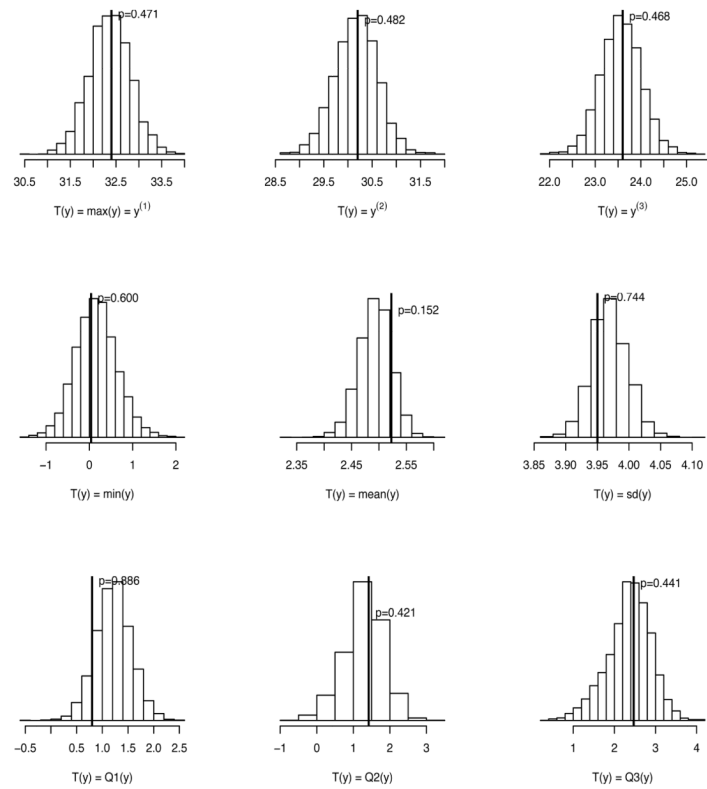 p=0.471
p=0.482
p=0.468
30.5 31.5 32.5 33.5
28.5 29.5 30.5 31.5
22.0 23.0 24.0 25.0
T(y) = max(y) = y(1)
T(y) = y(2)
T(y) = y(3)
p=0.600
p=0.152
p=0.744
−1 0 1 2
2.35 2.45 2.55
3.85 3.90 3.95 4.00 4.05 4.10
T(y) = min(y)
T(y) = mean(y)
T(y) = sd(y)
p=0.886
p=0.421
p=0.441
−0.5 0.5 1.0 1.5 2.0 2.5
−1 0 1 2 3
1 2 3 4
T(y) = Q1(y)
T(y) = Q2(y)
T(y) = Q3(y)